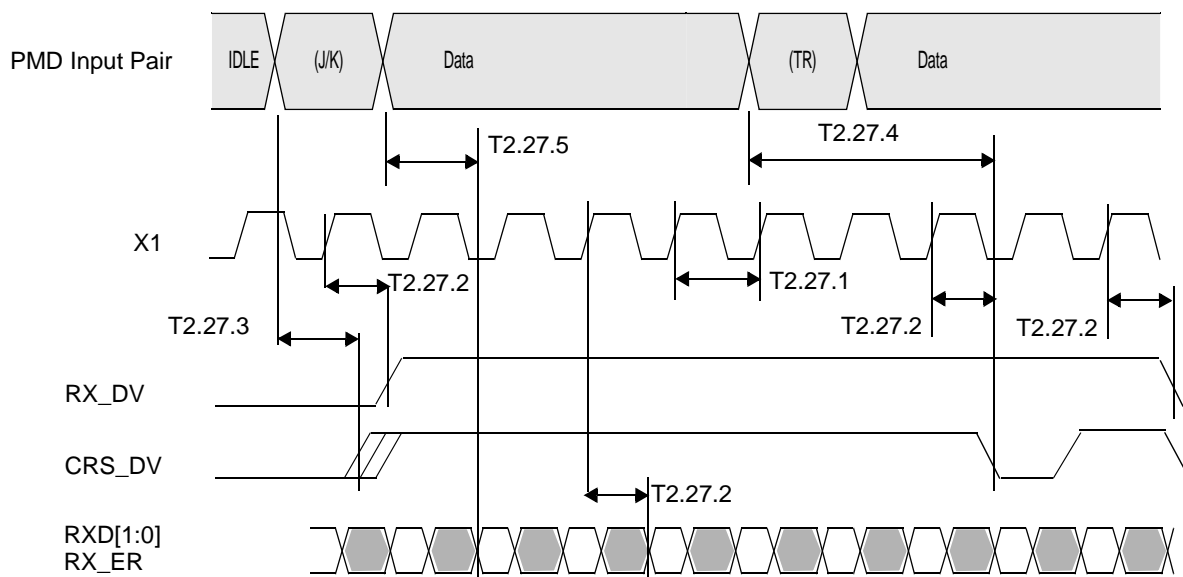 PMD Input Pair
IDLE
(J/K)
Data
(TR)
Data
T2.27.5
T2.27.4
X1
T2.27.2
T2.27.1
T2.27.3
T2.27.2
T2.27.2
RX_DV
CRS_DV
T2.27.2
RXD[1:0]
RX_ER